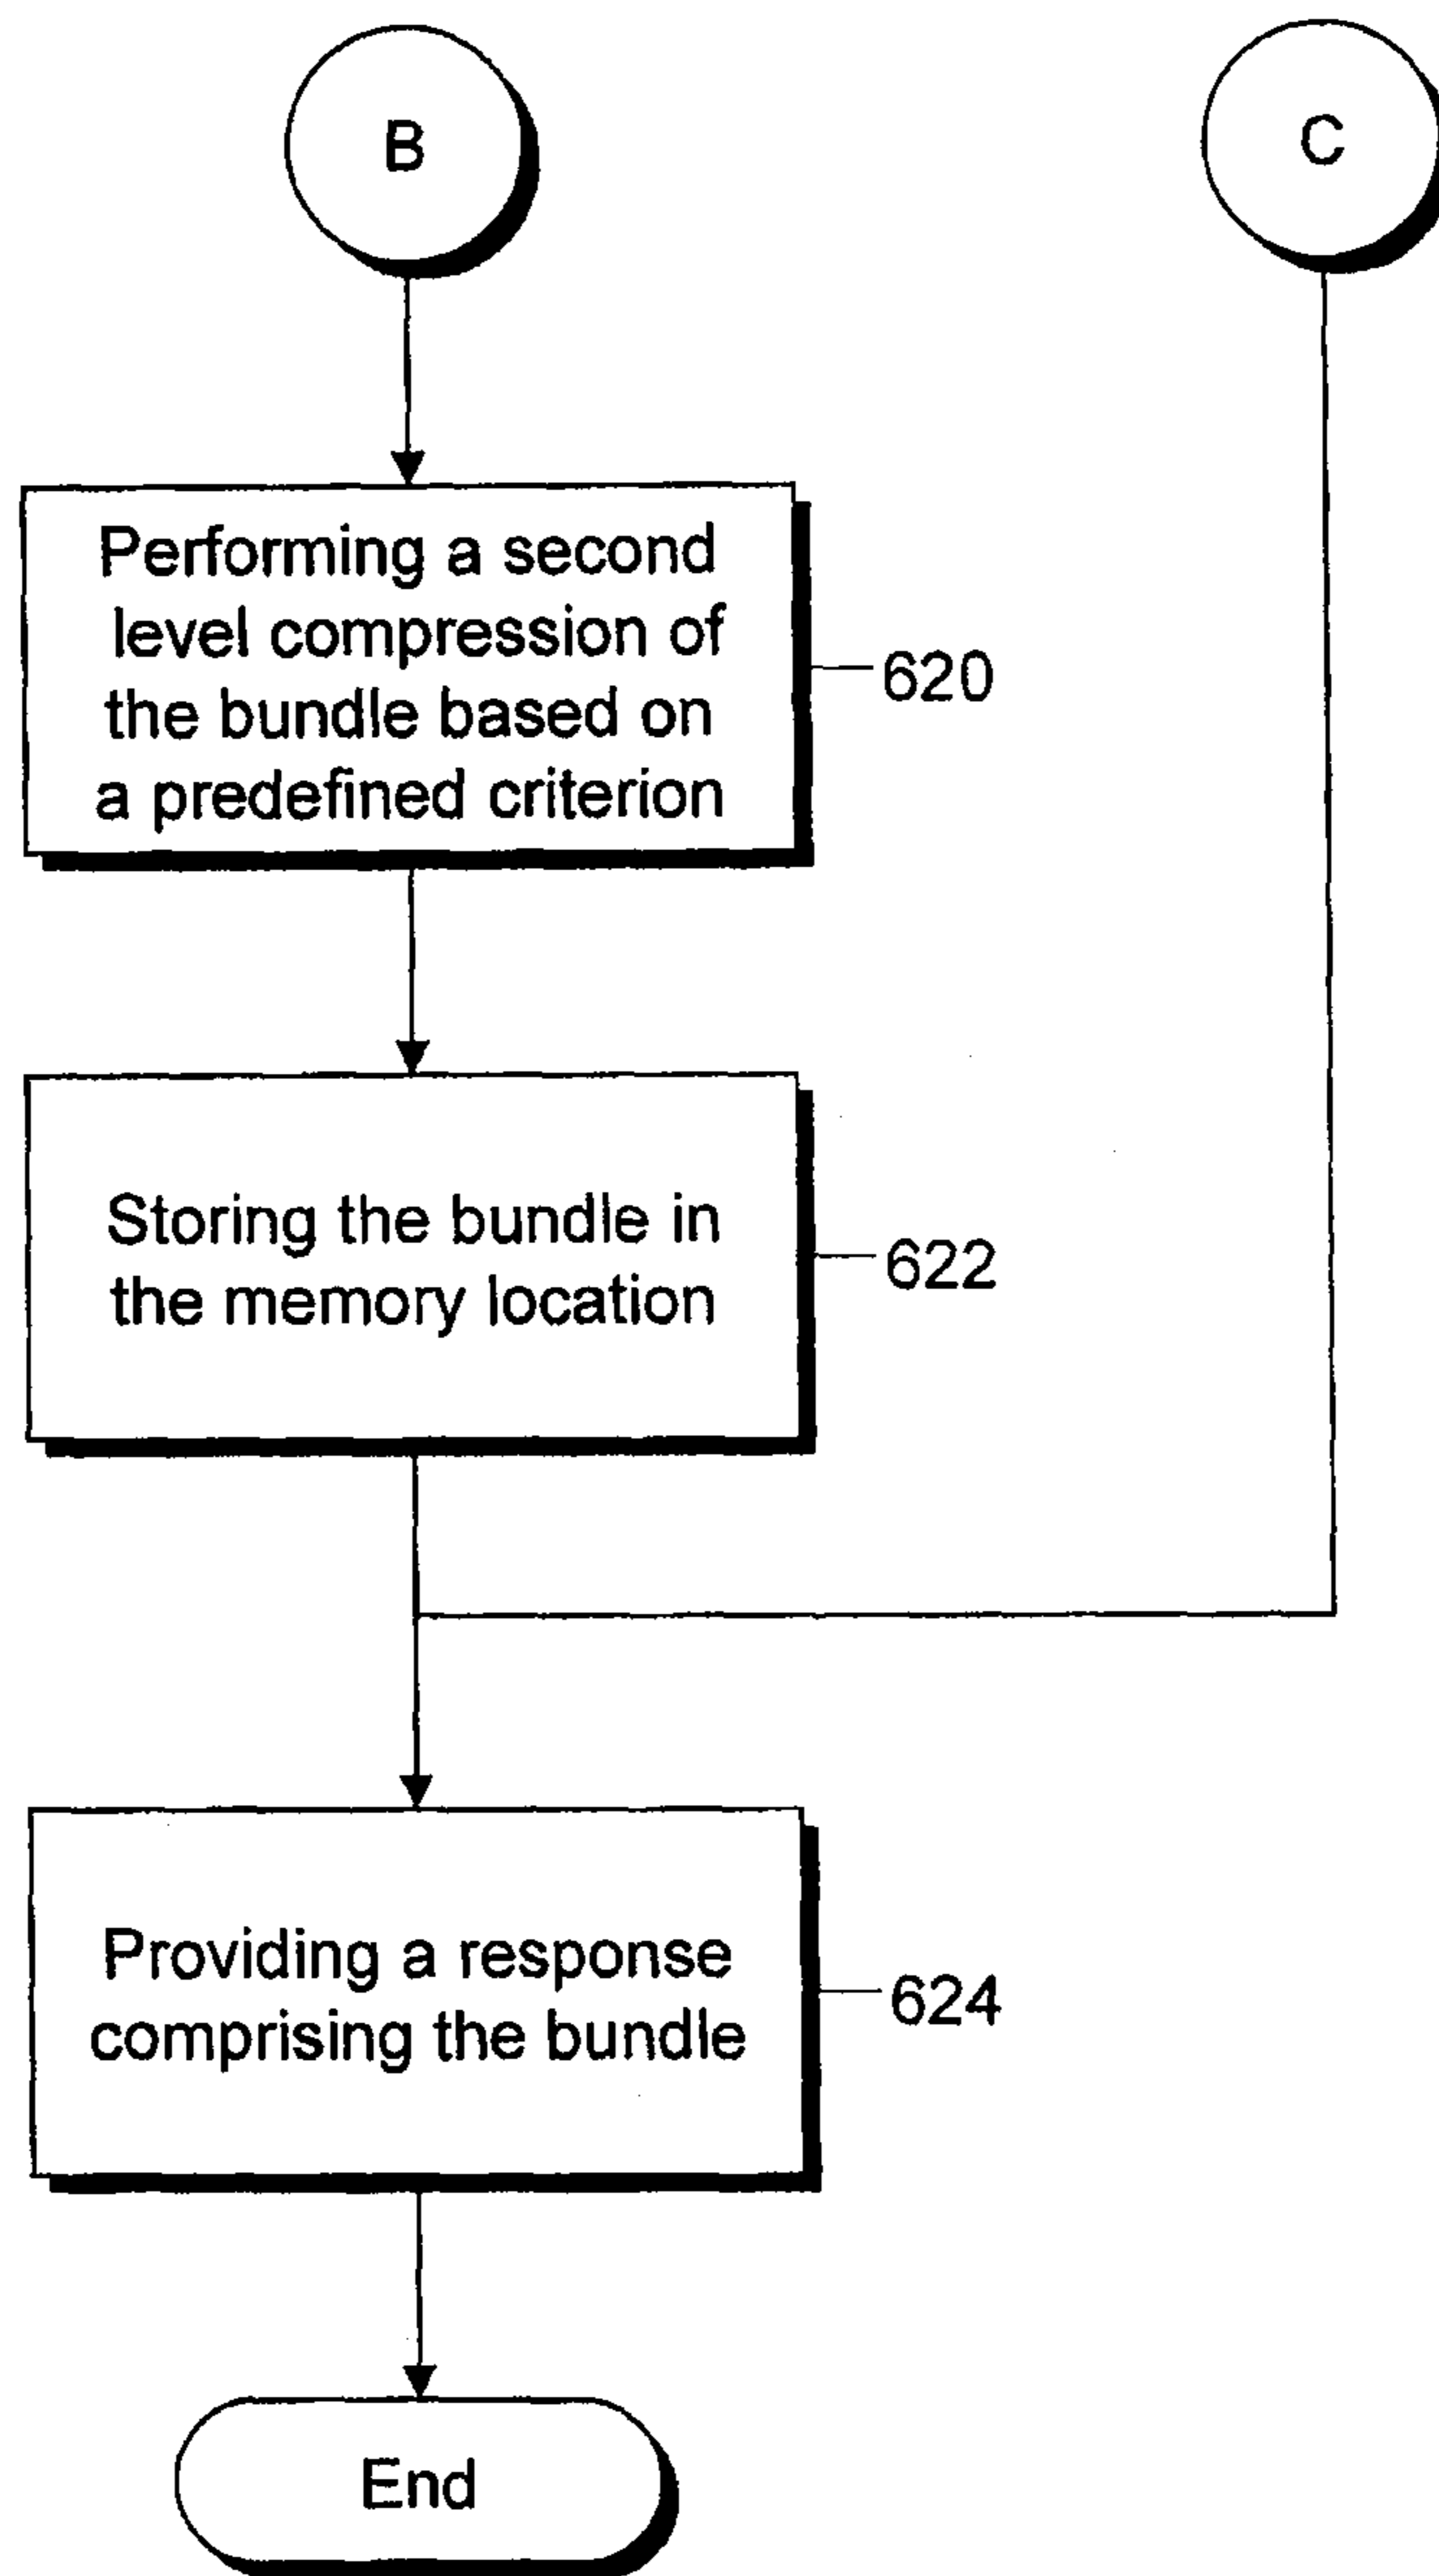 B
C
Performing a second
level compression of
the bundle based on
a predefined criterion
620
Storing the bundle in
the memory location
622
Providing a response
comprising the bundle
624
End